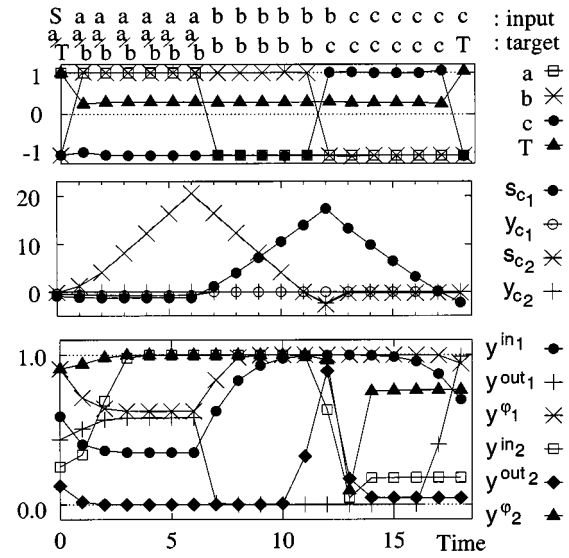 S a a a a a a b b b b b b c c c c c c : input
a/T a/b a/b a/b a/b a/b a/b b b b b b c c c c c c T : target
1
0
-1
a
b
c
T
20
10
0
s_c1
y_c1
s_c2
y_c2
1.0
0.0
0 5 10 15 Time
y^in1
y^out1
y^φ1
y^in2
y^out2
y^φ2